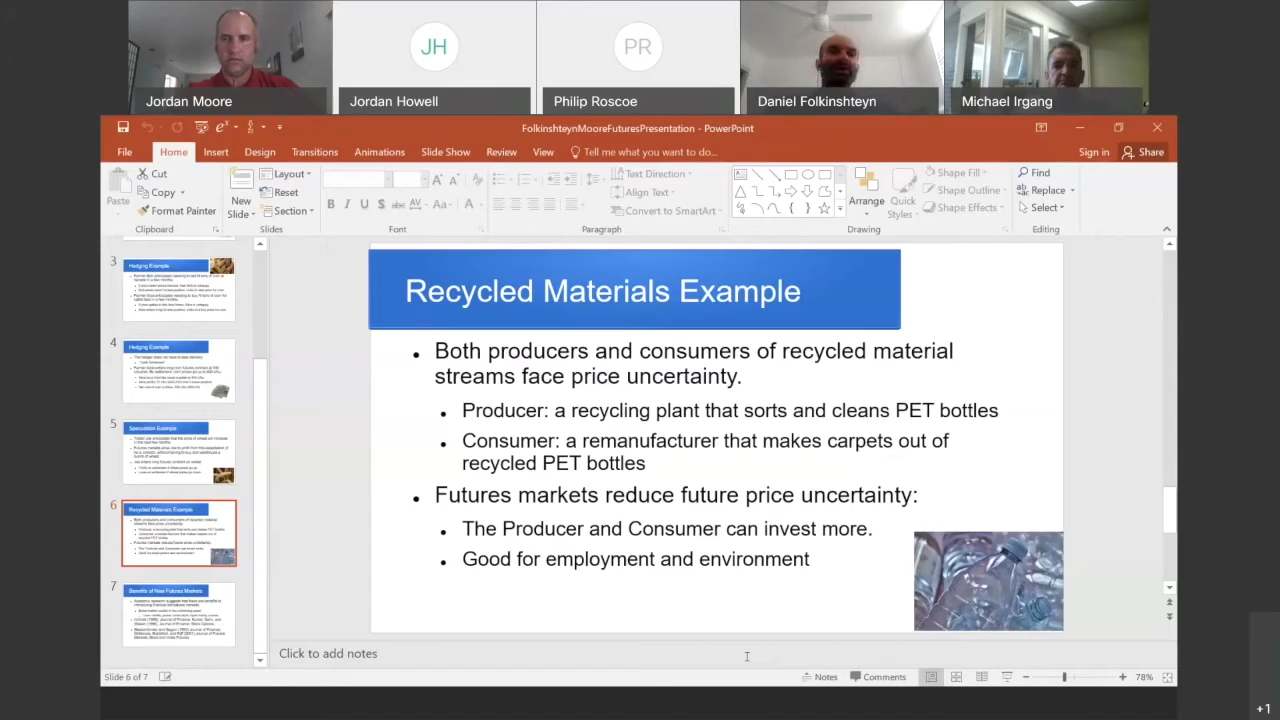 JH
PR
Jordan Moore
Jordan Howell
Philip Roscoe
Daniel Folkinshteyn
Michael Irgang
FolkinshteynMooreFuturesPresentation - PowerPoint
File
Home
Insert
Design
Transitions
Animations
Slide Show
Review
View
Tell me what you want to do...
Sign in
Share
Paste
Cut
Copy
Format Painter
Clipboard
New
Slide
Layout
Reset
Section
Slides
Font
Text Direction
Align Text
Convert to SmartArt
Paragraph
Arrange
Quick
Styles
Shape Fill
Shape Outline
Shape Effects
Drawing
Find
Replace
Select
Editing
3
Hedging Example
4
Hedging Example
5
Speculation Example
6
Recycled Materials Example
7
Benefits of New Futures Markets
Recycled Materials Example
Both producers and consumers of recycled material
streams face price uncertainty.
Producer: a recycling plant that sorts and cleans PET bottles
Consumer: a remanufacturer that makes carpets out of
recycled PET bottles
Futures markets reduce future price uncertainty:
The Producer and Consumer can invest more.
Good for employment and environment
Click to add notes
Slide 6 of 7
Notes
Comments
78%
+1